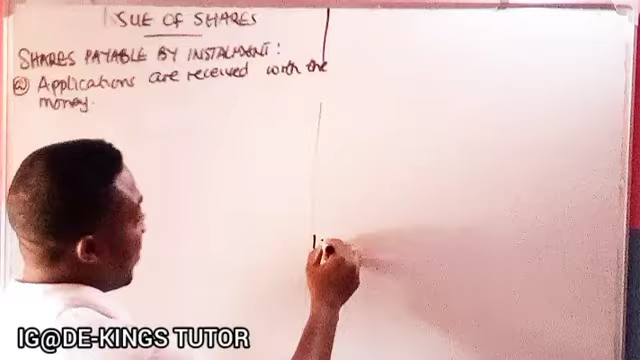 ISSUE OF SHARES
SHARES PAYABLE BY INSTALMENT:
(a) Applications are received with the
money.
IG@DE-KINGS TUTOR